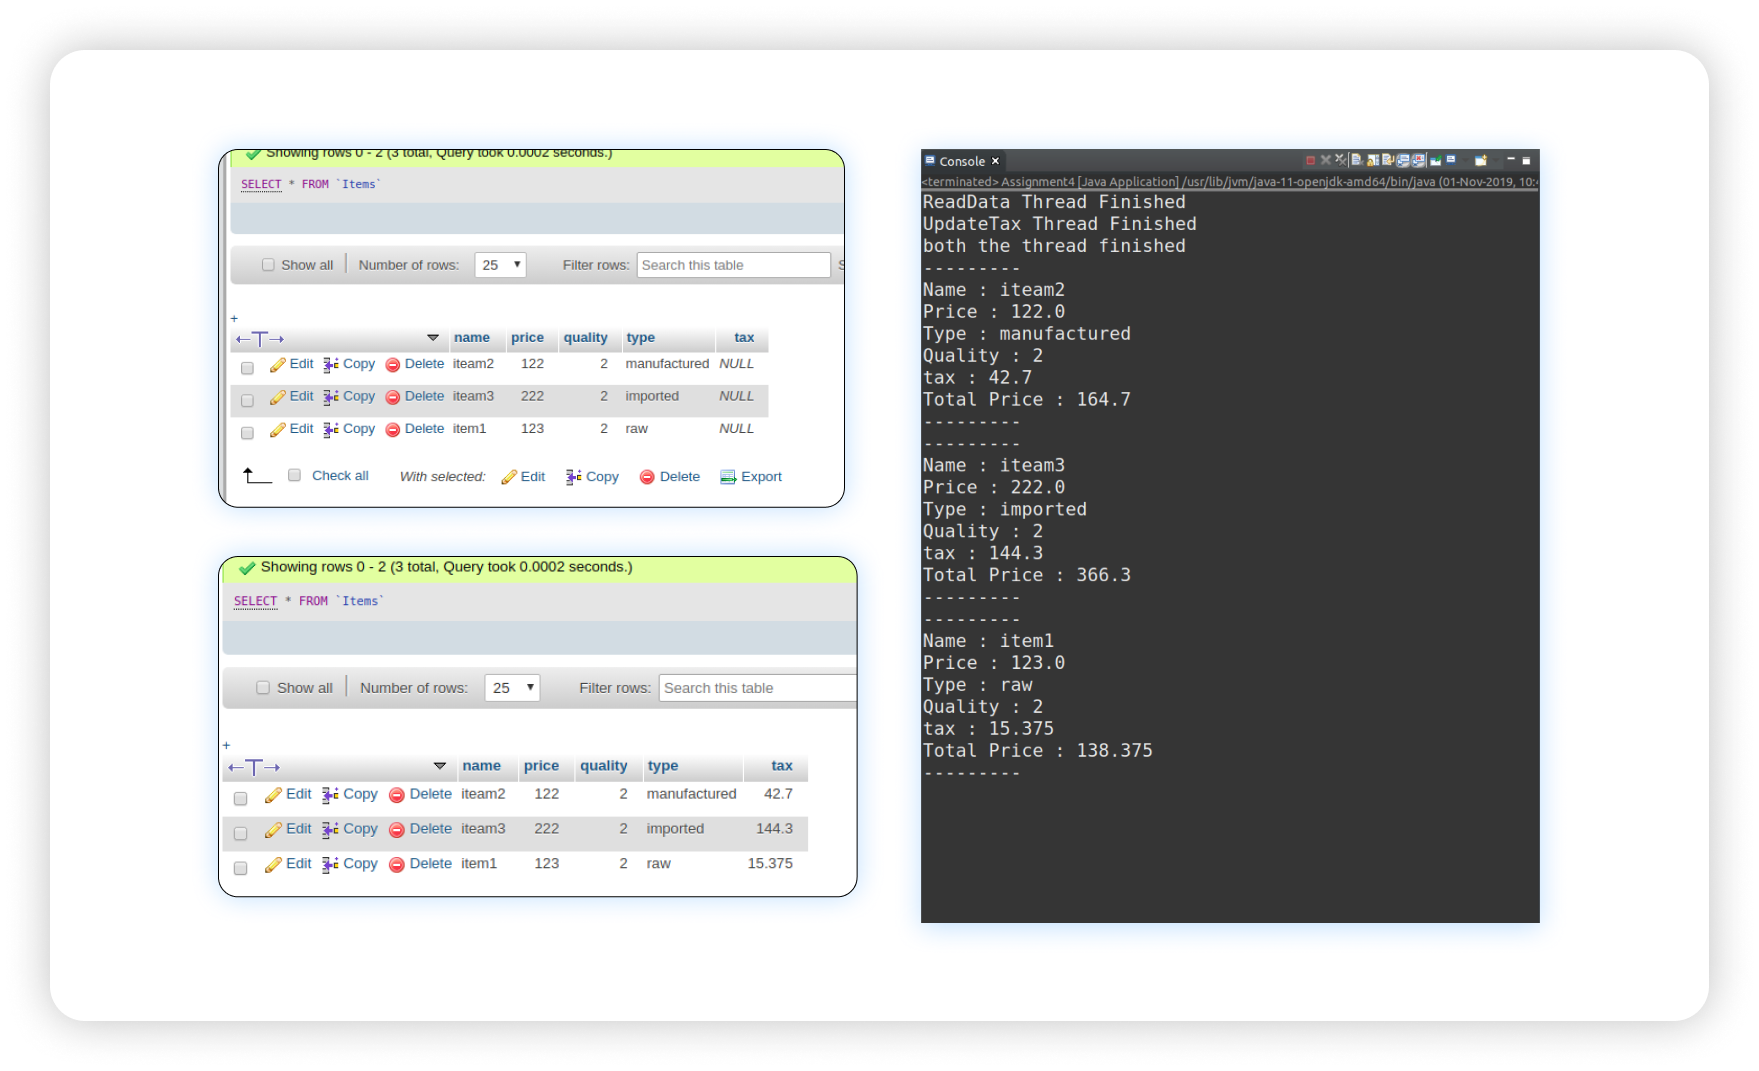 Showing rows 0 - 2 (3 total, Query took 0.0002 seconds.)
SELECT * FROM `Items`
Show all Number of rows: 25 Filter rows: Search this table
+
name price quality type tax
Edit Copy Delete iteam2 122 2 manufactured NULL
Edit Copy Delete iteam3 222 2 imported NULL
Edit Copy Delete item1 123 2 raw NULL
Check all With selected: Edit Copy Delete Export
Showing rows 0 - 2 (3 total, Query took 0.0002 seconds.)
SELECT * FROM `Items`
Show all Number of rows: 25 Filter rows: Search this table
+
name price quality type tax
Edit Copy Delete iteam2 122 2 manufactured 42.7
Edit Copy Delete iteam3 222 2 imported 144.3
Edit Copy Delete item1 123 2 raw 15.375
Console
<terminated> Assignment4 [Java Application] /usr/lib/jvm/java-11-openjdk-amd64/bin/java (01-Nov-2019, 10:
ReadData Thread Finished
UpdateTax Thread Finished
both the thread finished
---------
Name : iteam2
Price : 122.0
Type : manufactured
Quality : 2
tax : 42.7
Total Price : 164.7
---------
---------
Name : iteam3
Price : 222.0
Type : imported
Quality : 2
tax : 144.3
Total Price : 366.3
---------
---------
Name : item1
Price : 123.0
Type : raw
Quality : 2
tax : 15.375
Total Price : 138.375
---------